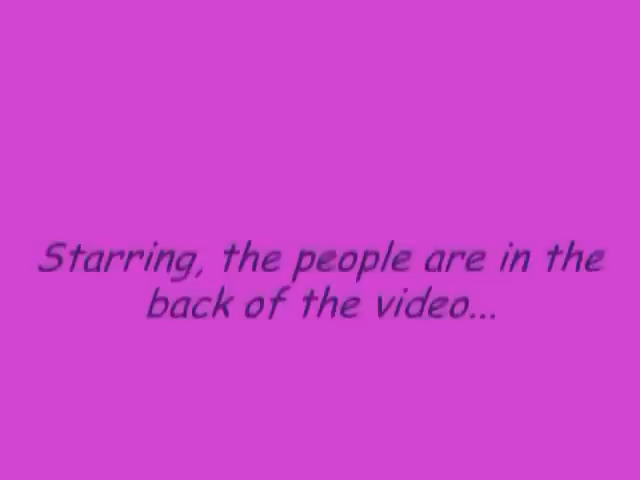 Starring, the people are in the
back of the video...